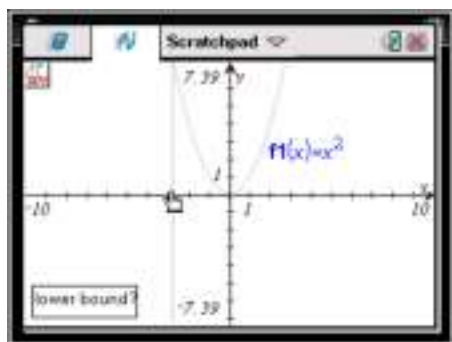 Scratchpad
7.39 y
f1(x)=x²
1
x
-10
1
10
lower bound?
-7.39